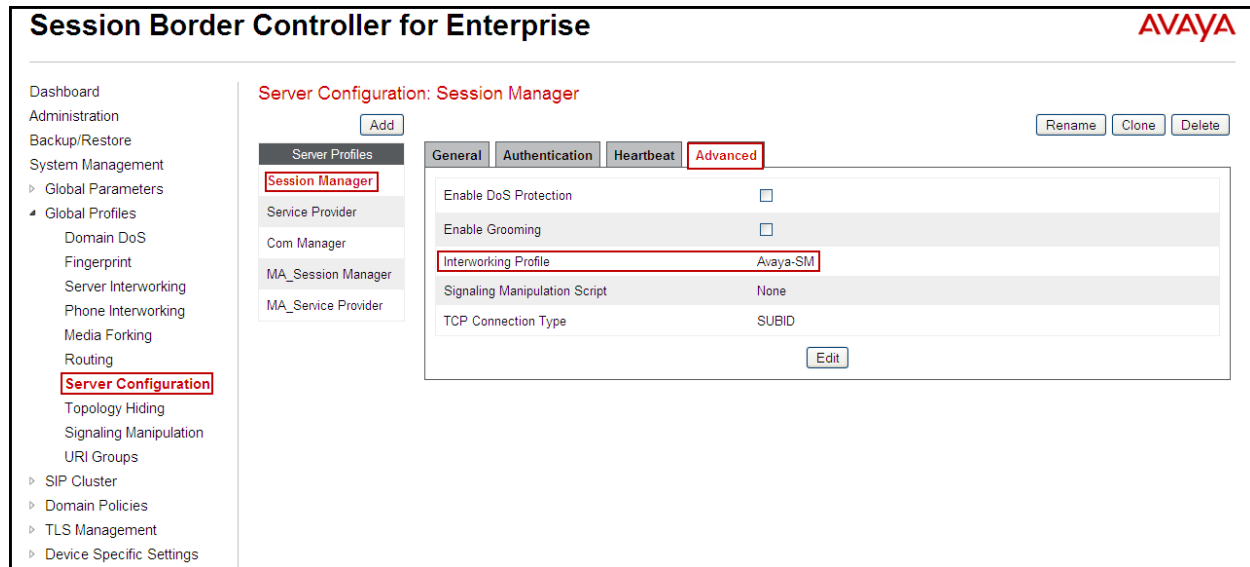 Session Border Controller for Enterprise
AVAYA
Dashboard
Administration
Backup/Restore
System Management
Global Parameters
Global Profiles
Domain DoS
Fingerprint
Server Interworking
Phone Interworking
Media Forking
Routing
Server Configuration
Topology Hiding
Signaling Manipulation
URI Groups
SIP Cluster
Domain Policies
TLS Management
Device Specific Settings
Server Configuration: Session Manager
Add
Rename Clone Delete
Server Profiles
Session Manager
Service Provider
Com Manager
MA_Session Manager
MA_Service Provider
General Authentication Heartbeat Advanced
Enable DoS Protection
Enable Grooming
Interworking Profile Avaya-SM
Signaling Manipulation Script None
TCP Connection Type SUBID
Edit